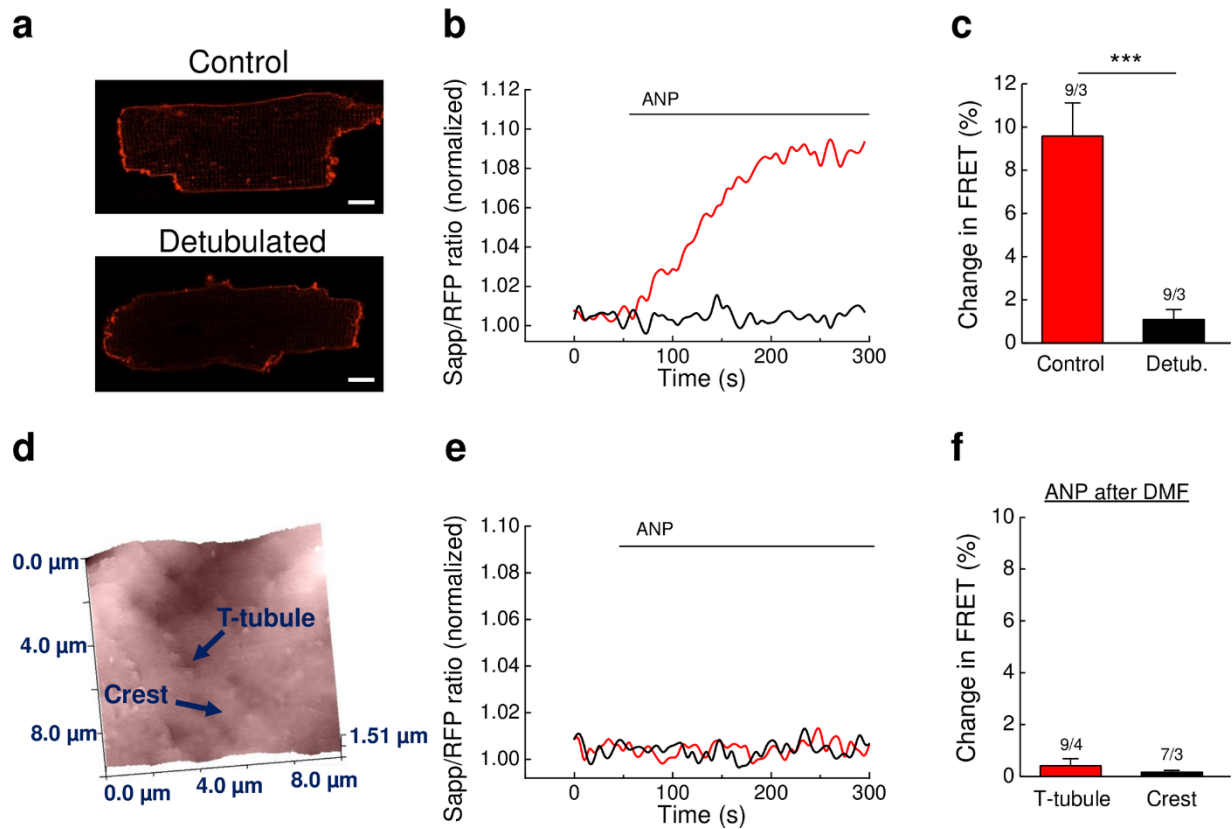 a
Control
Detubulated
b
Sapp/RFP ratio (normalized)
1.12
1.10
1.08
1.06
1.04
1.02
1.00
ANP
0 100 200 300
Time (s)
c
Change in FRET (%)
12
10
8
6
4
2
0
***
9/3
9/3
Control Detub.
d
0.0 µm
4.0 µm
8.0 µm
T-tubule
Crest
1.51 µm
0.0 µm 4.0 µm 8.0 µm
e
Sapp/RFP ratio (normalized)
1.10
1.08
1.06
1.04
1.02
1.00
ANP
0 100 200 300
Time (s)
f
ANP after DMF
Change in FRET (%)
10
8
6
4
2
0
9/4
7/3
T-tubule Crest